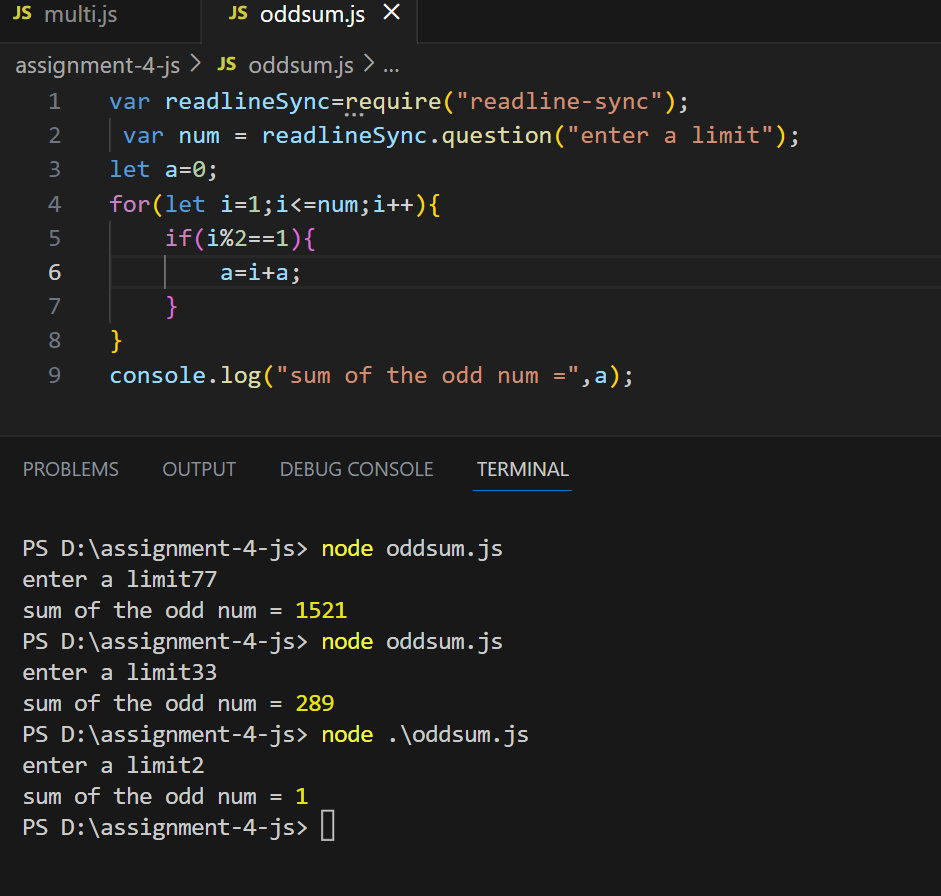 JS multi.js JS oddsum.js ×
assignment-4-js > JS oddsum.js > ...
1 var readlineSync=require("readline-sync");
2  var num = readlineSync.question("enter a limit");
3 let a=0;
4 for(let i=1;i<=num;i++){
5     if(i%2==1){
6         a=i+a;
7     }
8 }
9 console.log("sum of the odd num =",a);
PROBLEMS OUTPUT DEBUG CONSOLE TERMINAL
PS D:\assignment-4-js> node oddsum.js
enter a limit77
sum of the odd num = 1521
PS D:\assignment-4-js> node oddsum.js
enter a limit33
sum of the odd num = 289
PS D:\assignment-4-js> node .\oddsum.js
enter a limit2
sum of the odd num = 1
PS D:\assignment-4-js>